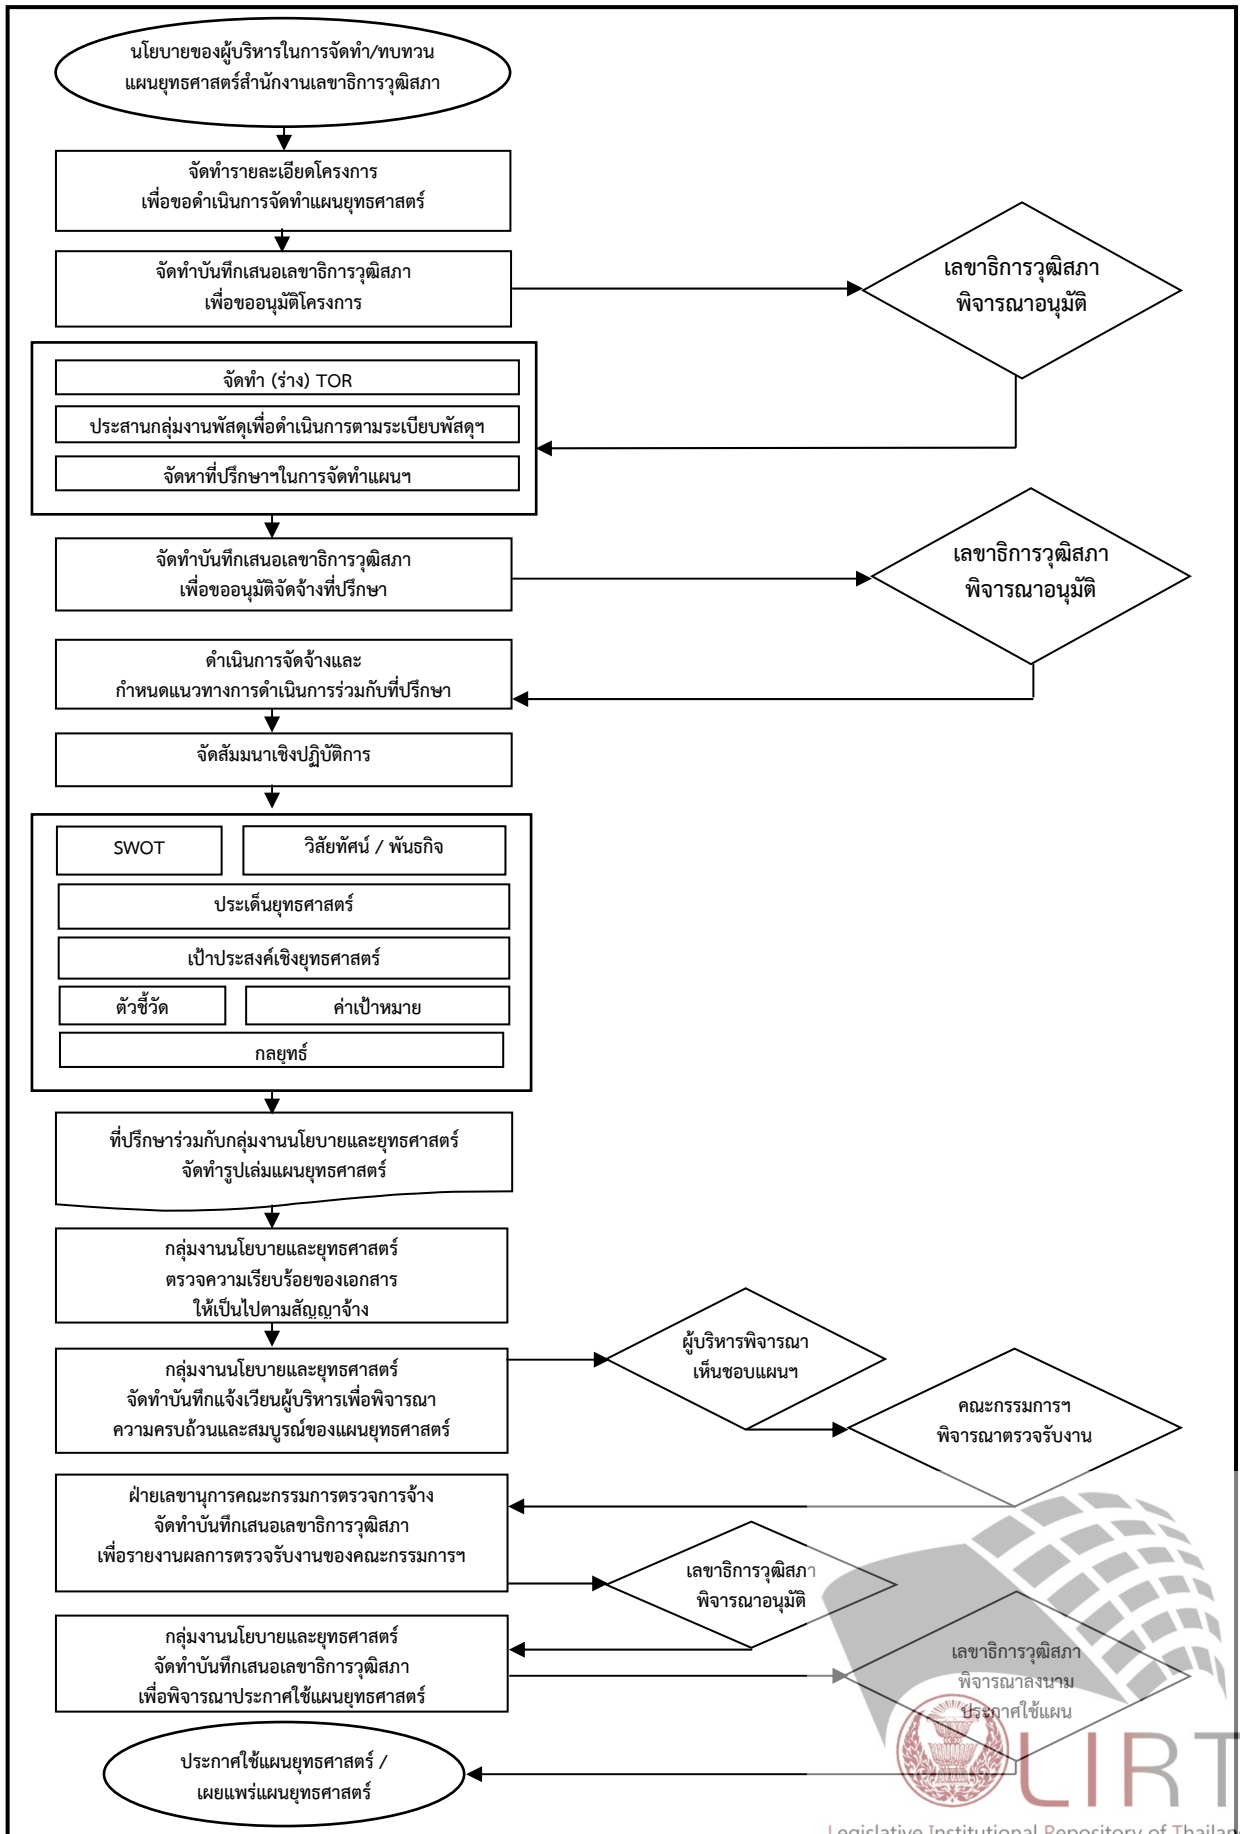 นโยบายของผู้บริหารในการจัดทำ/ทบทวน
แผนยุทธศาสตร์สำนักงานเลขาธิการวุฒิสภา
จัดทำรายละเอียดโครงการ
เพื่อขอดำเนินการจัดทำแผนยุทธศาสตร์
จัดทำบันทึกเสนอเลขาธิการวุฒิสภา
เพื่อขออนุมัติโครงการ
เลขาธิการวุฒิสภา
พิจารณาอนุมัติ
จัดทำ (ร่าง) TOR
ประสานกลุ่มงานพัสดุเพื่อดำเนินการตามระเบียบพัสดุฯ
จัดหาที่ปรึกษาฯในการจัดทำแผนฯ
จัดทำบันทึกเสนอเลขาธิการวุฒิสภา
เพื่อขออนุมัติจัดจ้างที่ปรึกษา
เลขาธิการวุฒิสภา
พิจารณาอนุมัติ
ดำเนินการจัดจ้างและ
กำหนดแนวทางการดำเนินการร่วมกับที่ปรึกษา
จัดสัมมนาเชิงปฏิบัติการ
SWOT
วิสัยทัศน์ / พันธกิจ
ประเด็นยุทธศาสตร์
เป้าประสงค์เชิงยุทธศาสตร์
ตัวชี้วัด
ค่าเป้าหมาย
กลยุทธ์
ที่ปรึกษาร่วมกับกลุ่มงานนโยบายและยุทธศาสตร์
จัดทำรูปเล่มแผนยุทธศาสตร์
กลุ่มงานนโยบายและยุทธศาสตร์
ตรวจความเรียบร้อยของเอกสาร
ให้เป็นไปตามสัญญาจ้าง
กลุ่มงานนโยบายและยุทธศาสตร์
จัดทำบันทึกแจ้งเวียนผู้บริหารเพื่อพิจารณา
ความครบถ้วนและสมบูรณ์ของแผนยุทธศาสตร์
ผู้บริหารพิจารณา
เห็นชอบแผนฯ
คณะกรรมการฯ
พิจารณาตรวจรับงาน
ฝ่ายเลขานุการคณะกรรมการตรวจการจ้าง
จัดทำบันทึกเสนอเลขาธิการวุฒิสภา
เพื่อรายงานผลการตรวจรับงานของคณะกรรมการฯ
เลขาธิการวุฒิสภา
พิจารณาอนุมัติ
กลุ่มงานนโยบายและยุทธศาสตร์
จัดทำบันทึกเสนอเลขาธิการวุฒิสภา
เพื่อพิจารณาประกาศใช้แผนยุทธศาสตร์
เลขาธิการวุฒิสภา
พิจารณาลงนาม
ประกาศใช้แผน
ประกาศใช้แผนยุทธศาสตร์ /
เผยแพร่แผนยุทธศาสตร์
LIRT
Legislative Institutional Repository of Thailan